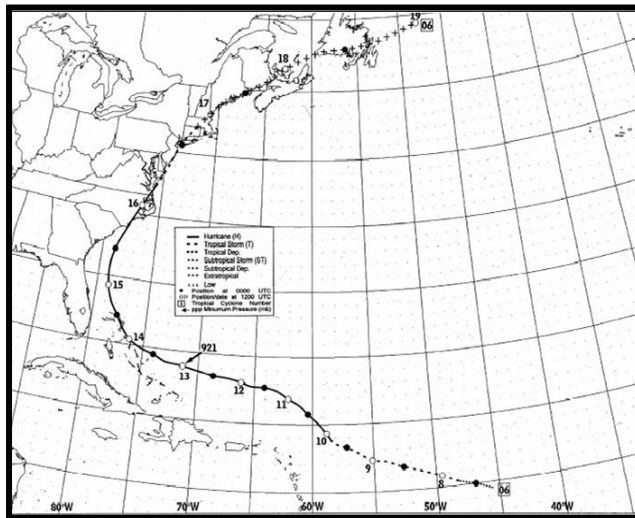 19
06
18
17
16
15
14
921
13
12
11
10
9
8
06
Hurricane (H)
Tropical Storm (T)
Tropical Dep.
Subtropical Storm (ST)
Subtropical Dep.
Extratropical
Low
Position at 0000 UTC
Position/date at 1200 UTC
Tropical Cyclone Number
ppp Minumum Pressure (mb)
80°W 70°W 60°W 50°W 40°W